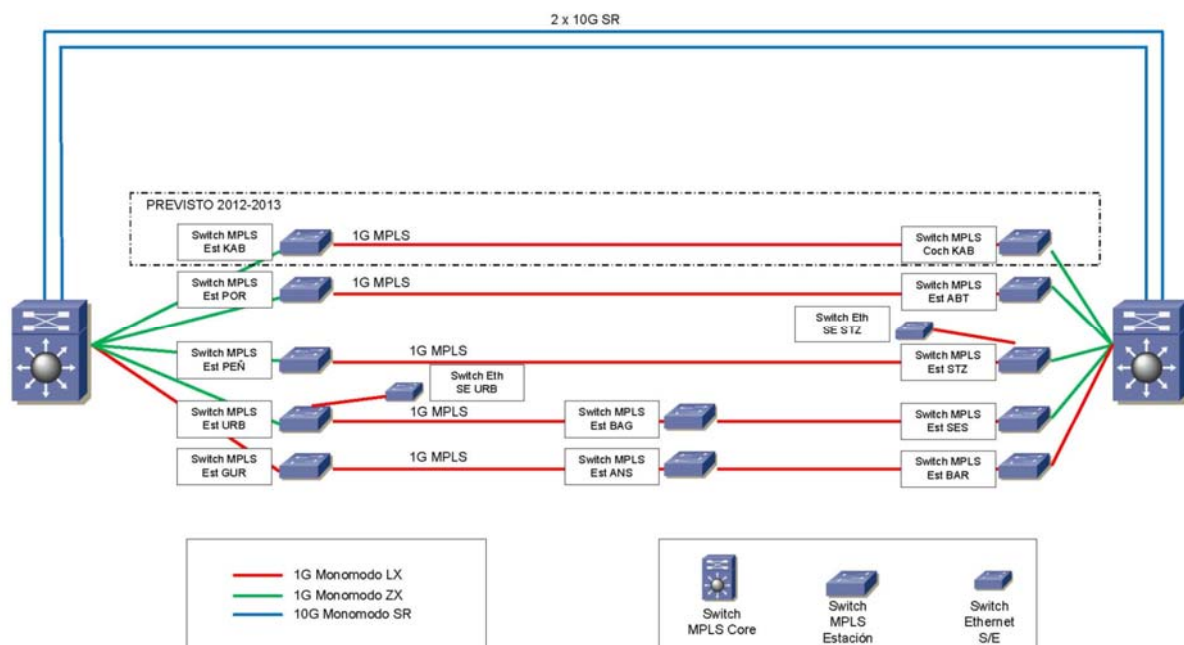 2 x 10G SR
PREVISTO 2012-2013
Switch MPLS
Est KAB
1G MPLS
Switch MPLS
Coch KAB
Switch MPLS
Est POR
1G MPLS
Switch MPLS
Est ABT
Switch Eth
SE STZ
Switch MPLS
Est PEÑ
1G MPLS
Switch MPLS
Est STZ
Switch Eth
SE URB
Switch MPLS
Est URB
1G MPLS
Switch MPLS
Est BAG
Switch MPLS
Est SES
Switch MPLS
Est GUR
1G MPLS
Switch MPLS
Est ANS
Switch MPLS
Est BAR
1G Monomodo LX
1G Monomodo ZX
10G Monomodo SR
Switch
MPLS Core
Switch
MPLS
Estación
Switch
Ethernet
S/E